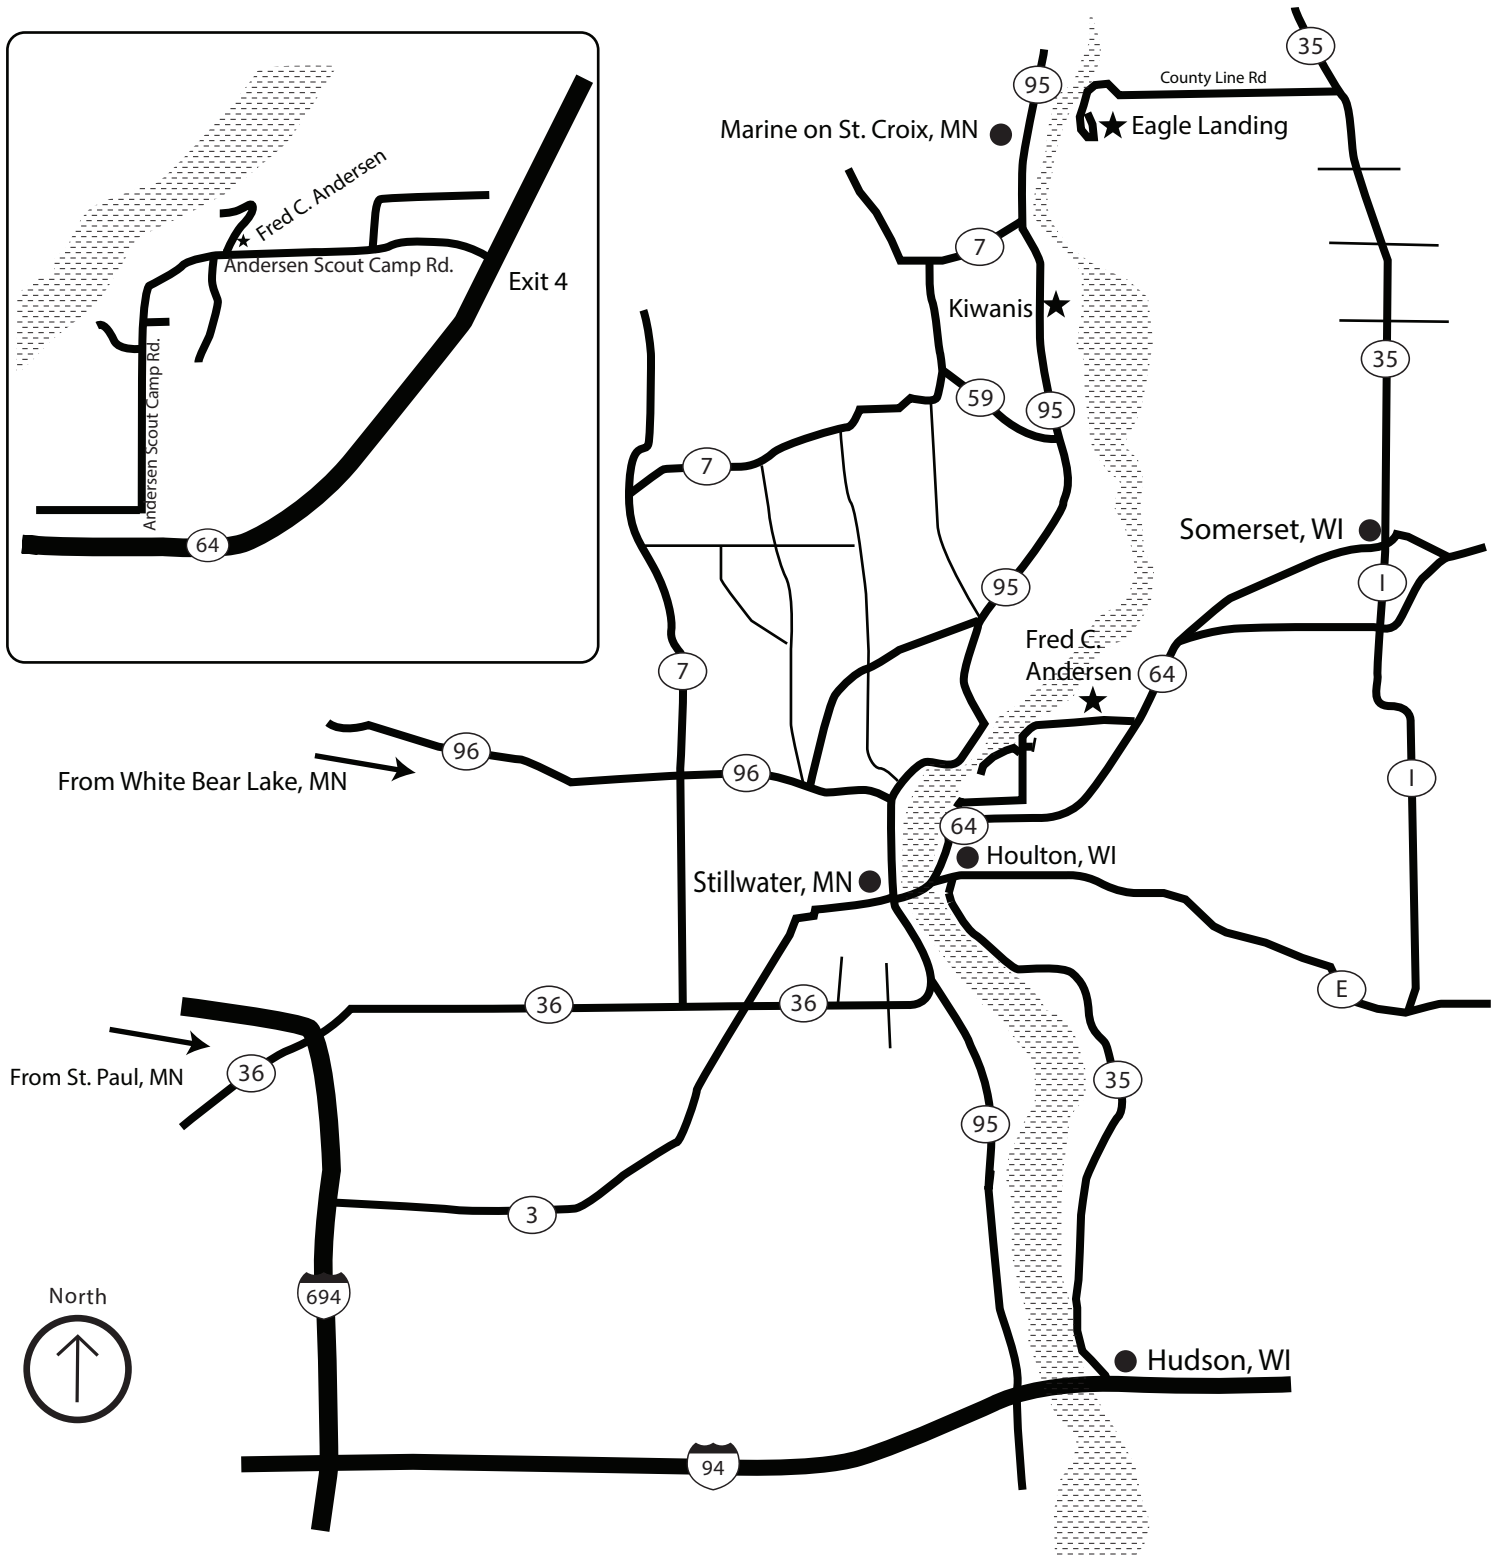 Fred C. Andersen
Andersen Scout Camp Rd.
Exit 4
Andersen Scout Camp Rd.
64
35
95
County Line Rd
Marine on St. Croix, MN
Eagle Landing
7
Kiwanis
35
59
95
7
Somerset, WI
I
95
Fred C.
Andersen
64
7
96
96
From White Bear Lake, MN
I
64
Houlton, WI
Stillwater, MN
E
36
36
36
From St. Paul, MN
35
95
3
694
North
Hudson, WI
94